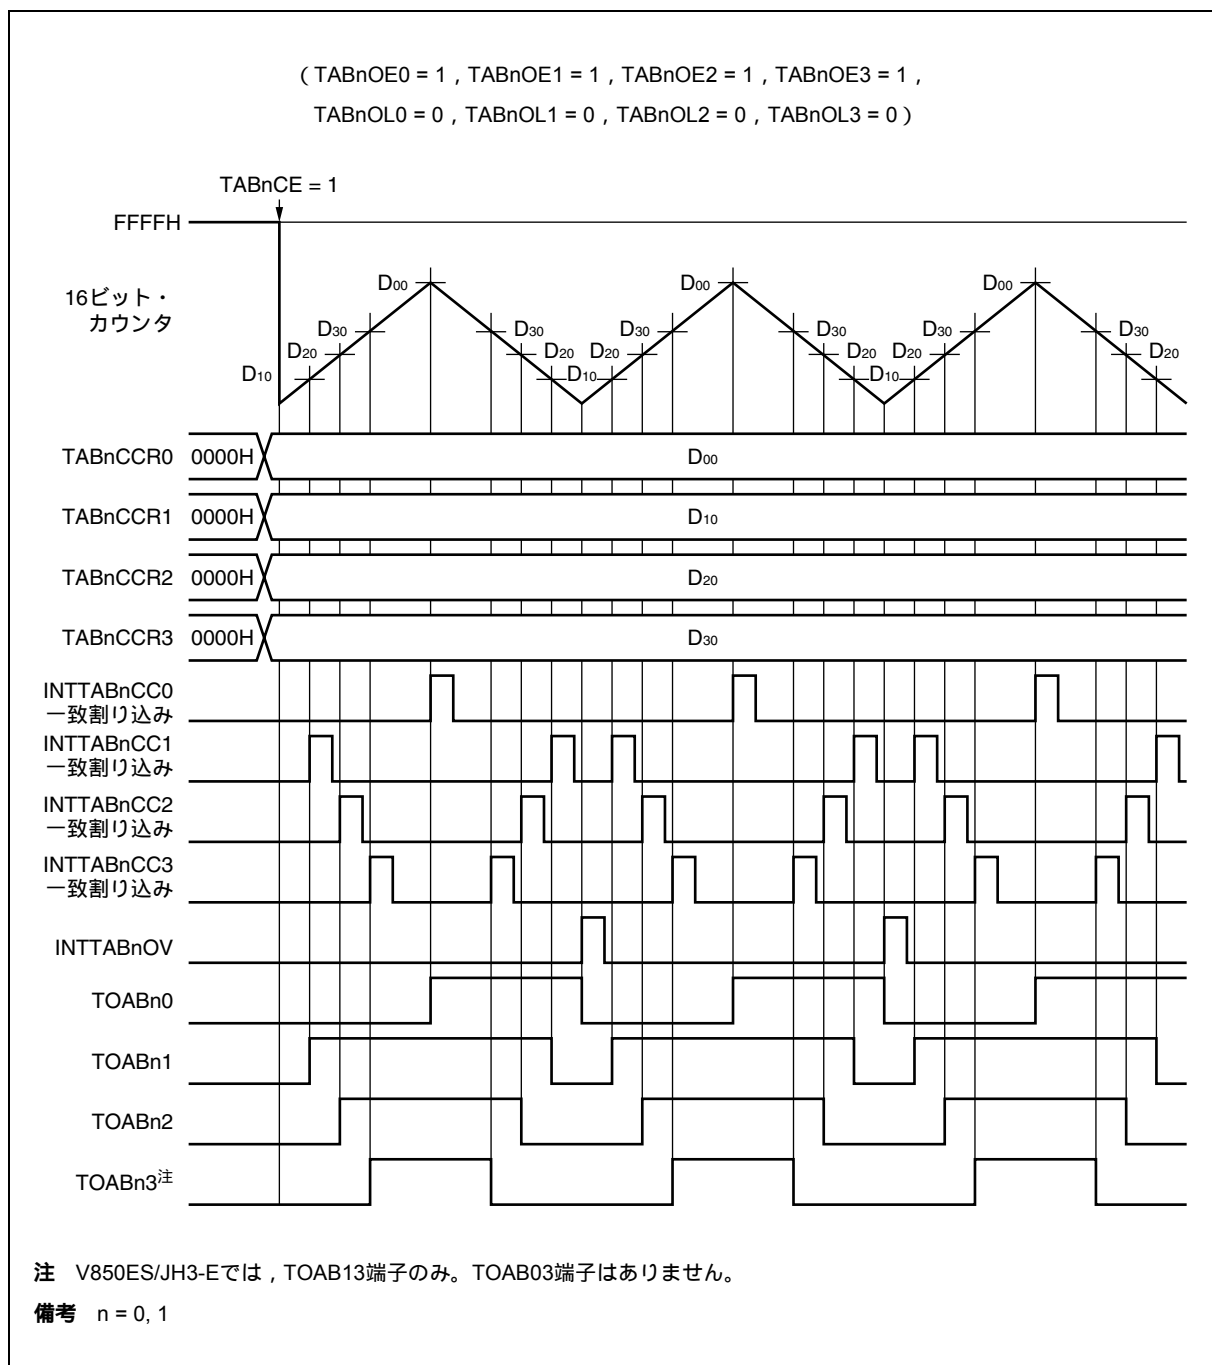 ( TABnOE0 = 1 , TABnOE1 = 1 , TABnOE2 = 1 , TABnOE3 = 1 ,
TABnOL0 = 0 , TABnOL1 = 0 , TABnOL2 = 0 , TABnOL3 = 0 )
TABnCE = 1
FFFFH
16ビット・
カウンタ
D00 D00 D00
D30 D30 D30 D30 D30 D30
D20 D20 D20 D20 D20 D20
D10 D10 D10
TABnCCR0 0000H D00
TABnCCR1 0000H D10
TABnCCR2 0000H D20
TABnCCR3 0000H D30
INTTABnCC0
一致割り込み
INTTABnCC1
一致割り込み
INTTABnCC2
一致割り込み
INTTABnCC3
一致割り込み
INTTABnOV
TOABn0
TOABn1
TOABn2
TOABn3注
注 V850ES/JH3-Eでは , TOAB13端子のみ。TOAB03端子はありません。
備考 n = 0, 1